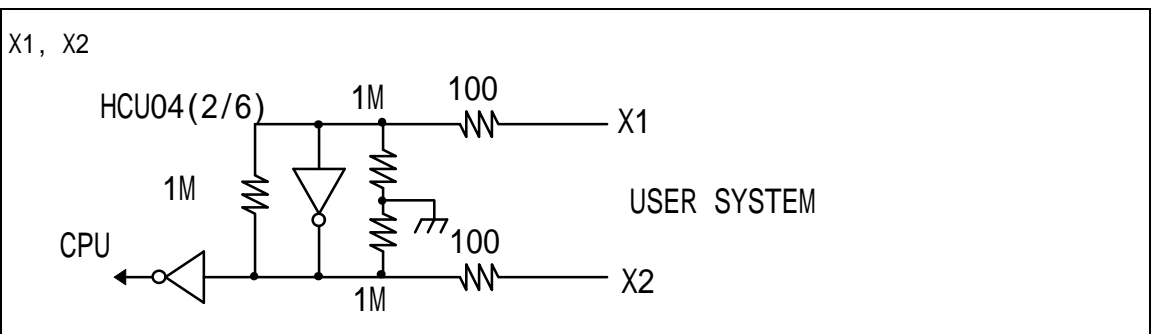 X1, X2
HCU04(2/6)
1M
100
X1
1M
USER SYSTEM
CPU
100
1M
X2